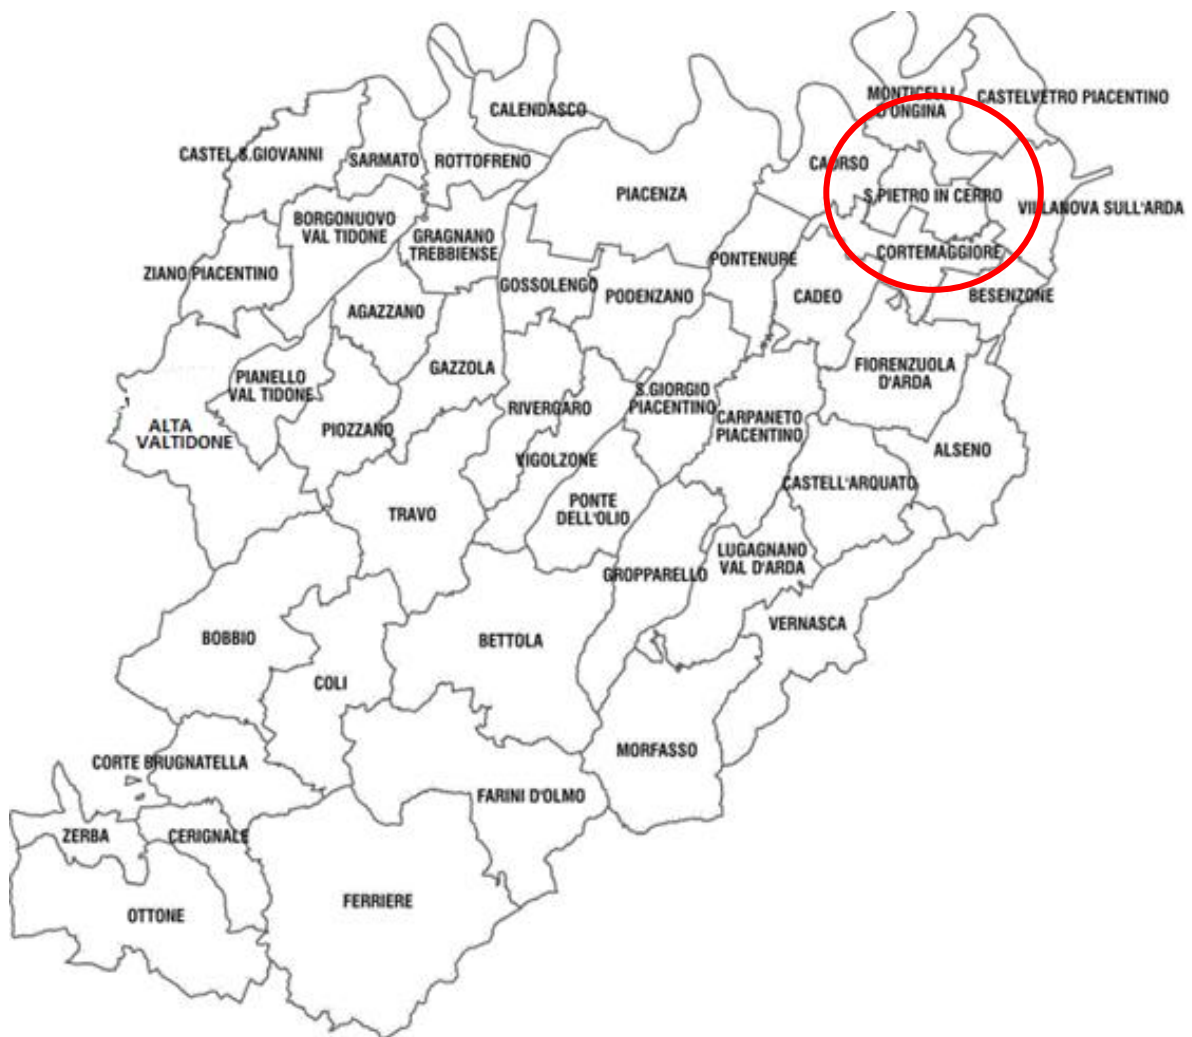 MONTICELLI
D'ONGINA
CASTELVETRO PIACENTINO
CALENDASCO
CASTEL S.GIOVANNI
SARMATO
ROTTOFRENO
CAORSO
PIACENZA
S.PIETRO IN CERRO
VILLANOVA SULL'ARDA
BORGONUOVO
VAL TIDONE
GRAGNANO
TREBBIENSE
CORTEMAGGIORE
ZIANO PIACENTINO
GOSSOLENGO
PODENZANO
PONTENURE
CADEO
BESENZONE
AGAZZANO
GAZZOLA
PIANELLO
VAL TIDONE
FIORENZUOLA
D'ARDA
S.GIORGIO
PIACENTINO
RIVERGARO
CARPANETO
PIACENTINO
ALTA
VALTIDONE
PIOZZANO
VIGOLZONE
ALSENO
CASTELL'ARQUATO
TRAVO
PONTE
DELL'OLIO
LUGAGNANO
VAL D'ARDA
GROPPARELLO
VERNASCA
BOBBIO
BETTOLA
COLI
MORFASSO
CORTE BRUGNATELLA
FARINI D'OLMO
ZERBA
CERIGNALE
FERRIERE
OTTONE